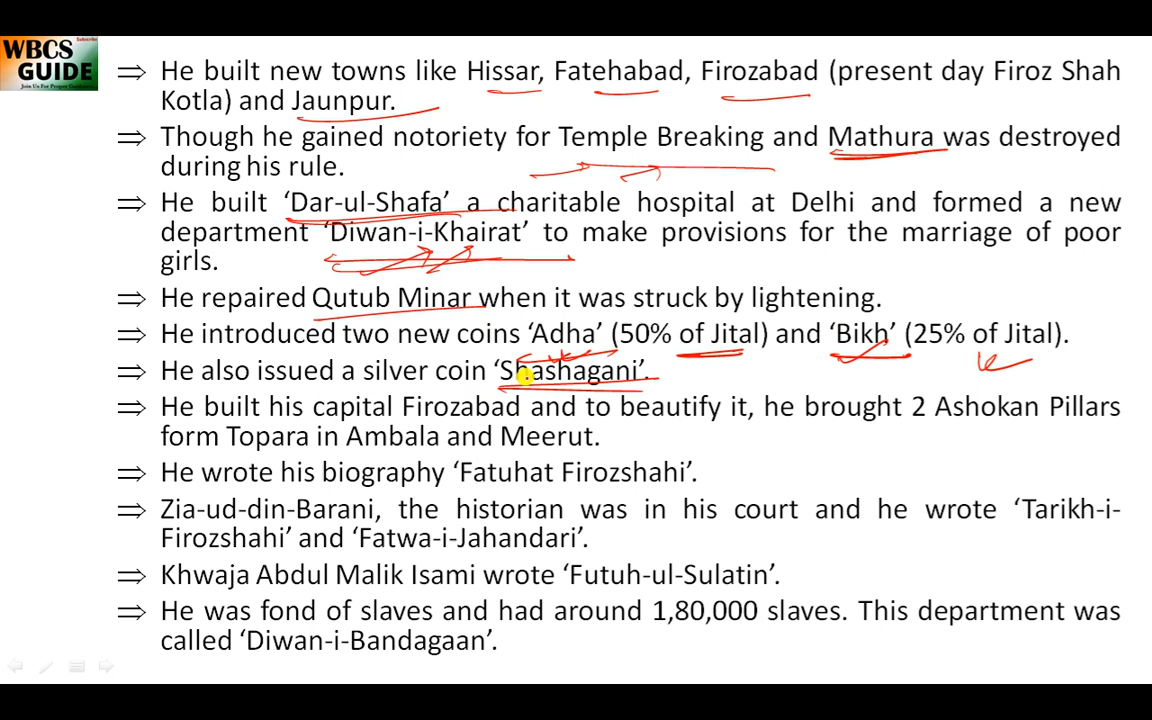 Subscribe
WBCS
GUIDE
Join Us For Proper Guidance
⇒ He built new towns like Hissar, Fatehabad, Firozabad (present day Firoz Shah
Kotla) and Jaunpur.
⇒ Though he gained notoriety for Temple Breaking and Mathura was destroyed
during his rule.
⇒ He built ‘Dar-ul-Shafa’ a charitable hospital at Delhi and formed a new
department ‘Diwan-i-Khairat’ to make provisions for the marriage of poor
girls.
⇒ He repaired Qutub Minar when it was struck by lightening.
⇒ He introduced two new coins ‘Adha’ (50% of Jital) and ‘Bikh’ (25% of Jital).
⇒ He also issued a silver coin ‘Shashagani’.
⇒ He built his capital Firozabad and to beautify it, he brought 2 Ashokan Pillars
form Topara in Ambala and Meerut.
⇒ He wrote his biography ‘Fatuhat Firozshahi’.
⇒ Zia-ud-din-Barani, the historian was in his court and he wrote ‘Tarikh-i-
Firozshahi’ and ‘Fatwa-i-Jahandari’.
⇒ Khwaja Abdul Malik Isami wrote ‘Futuh-ul-Sulatin’.
⇒ He was fond of slaves and had around 1,80,000 slaves. This department was
called ‘Diwan-i-Bandagaan’.